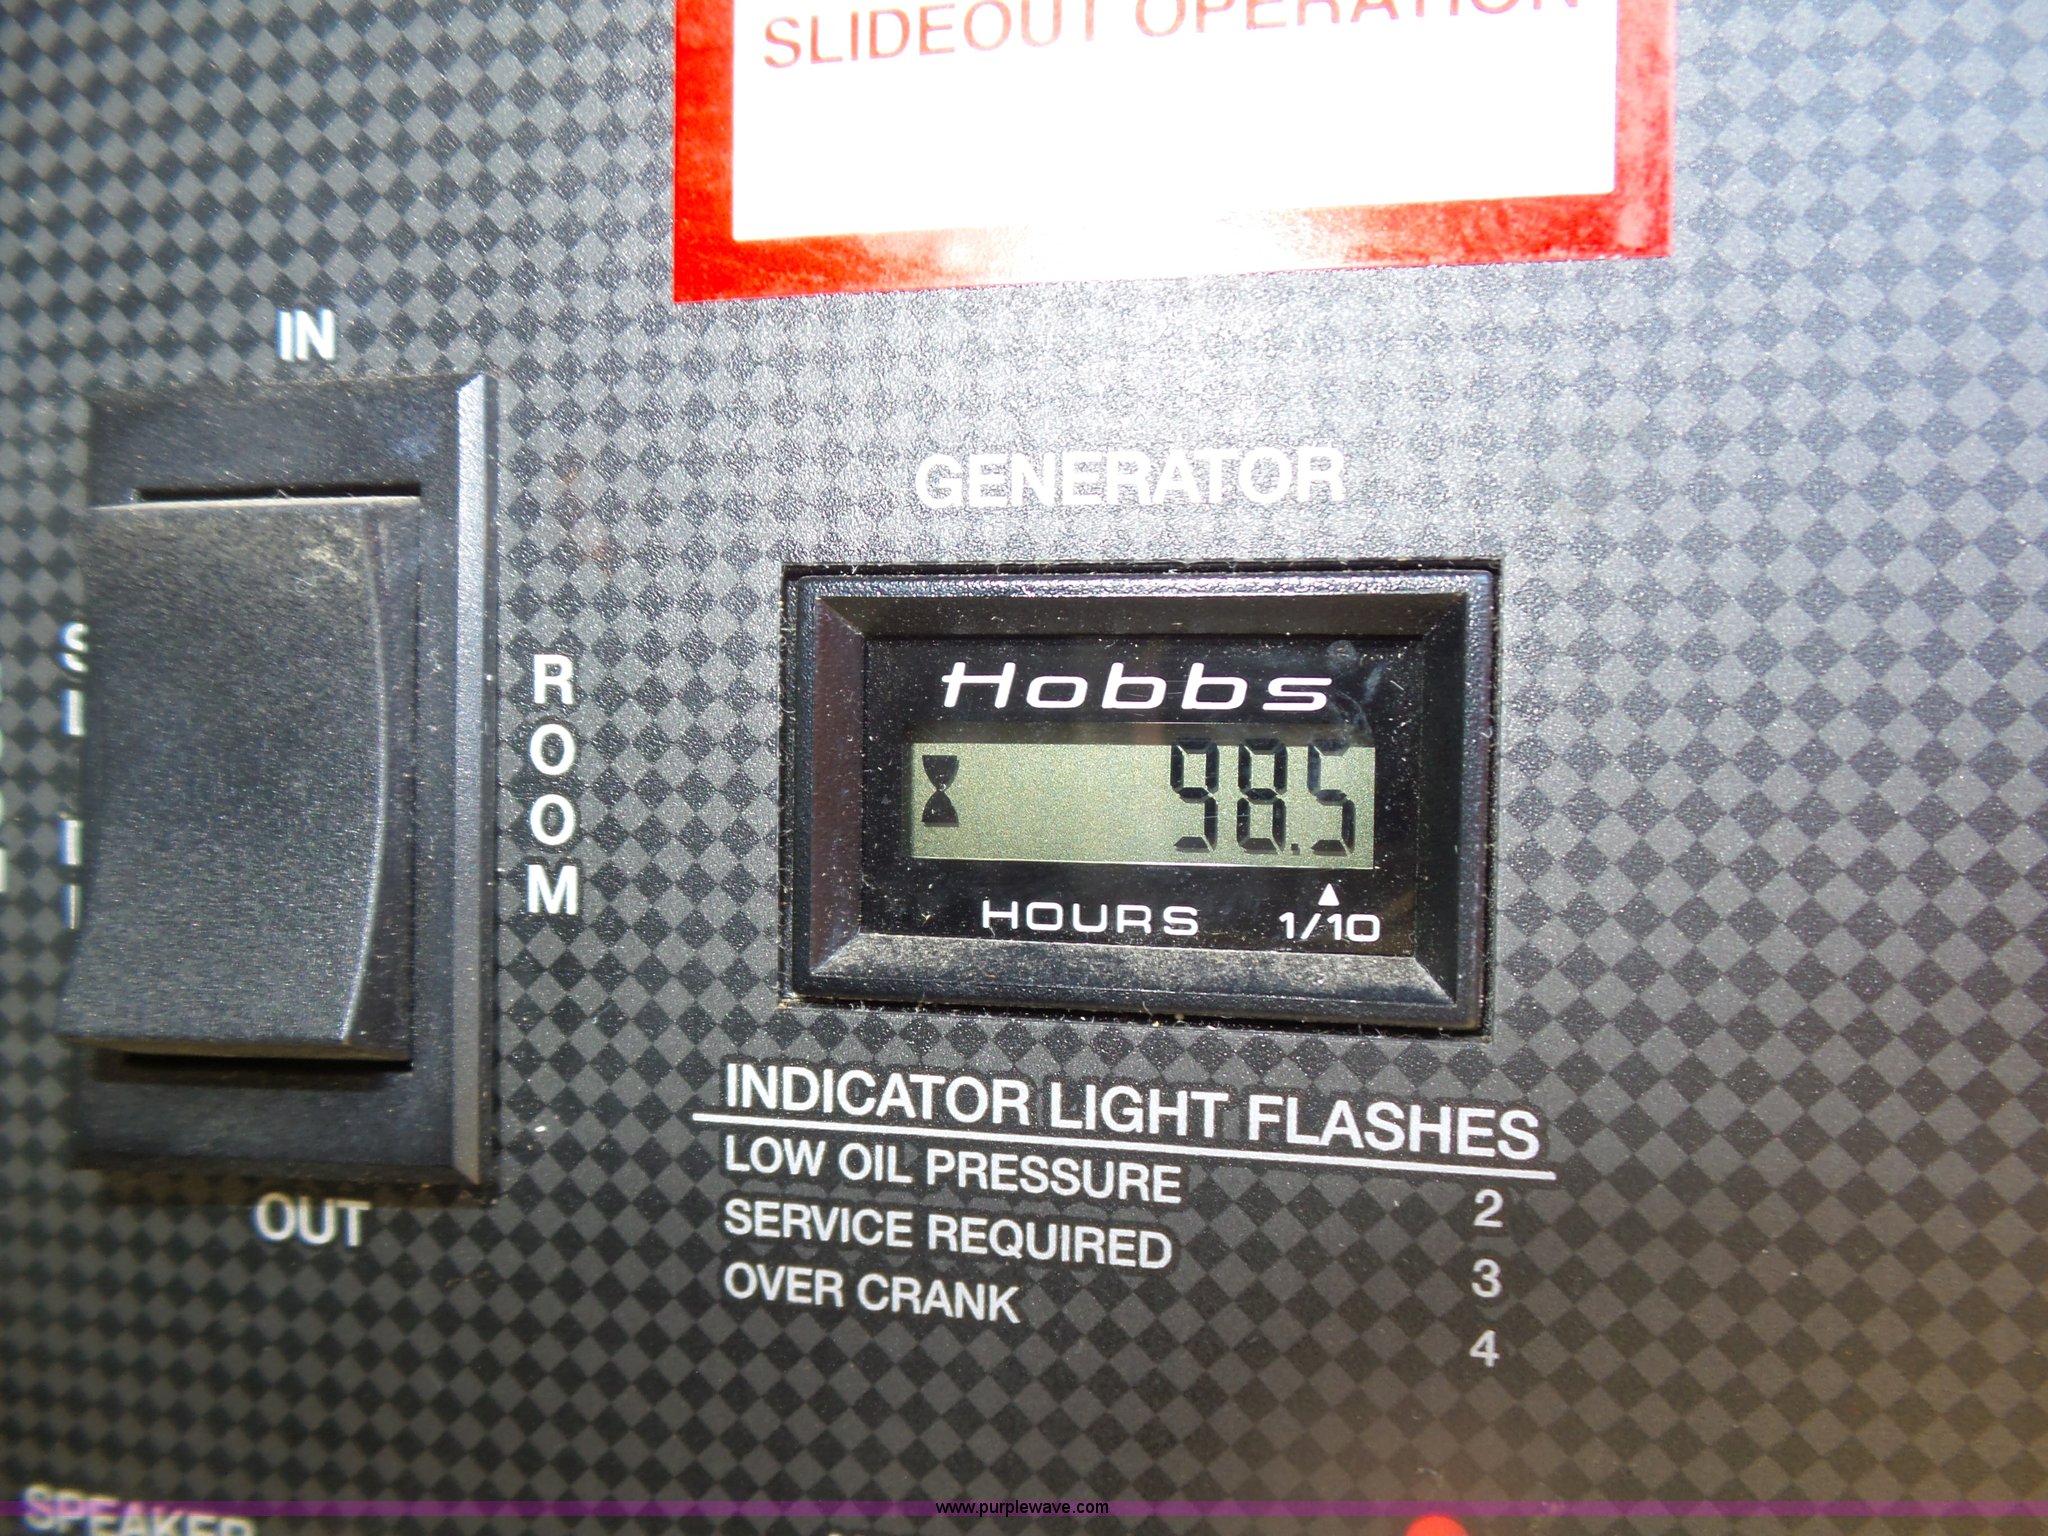 SLIDEOUT OPERATION
IN
GENERATOR
ROOM
Hobbs
98.5
HOURS 1/10
INDICATOR LIGHT FLASHES
LOW OIL PRESSURE 2
SERVICE REQUIRED 3
OVER CRANK 4
OUT
SPEAKER
www.purplewave.com